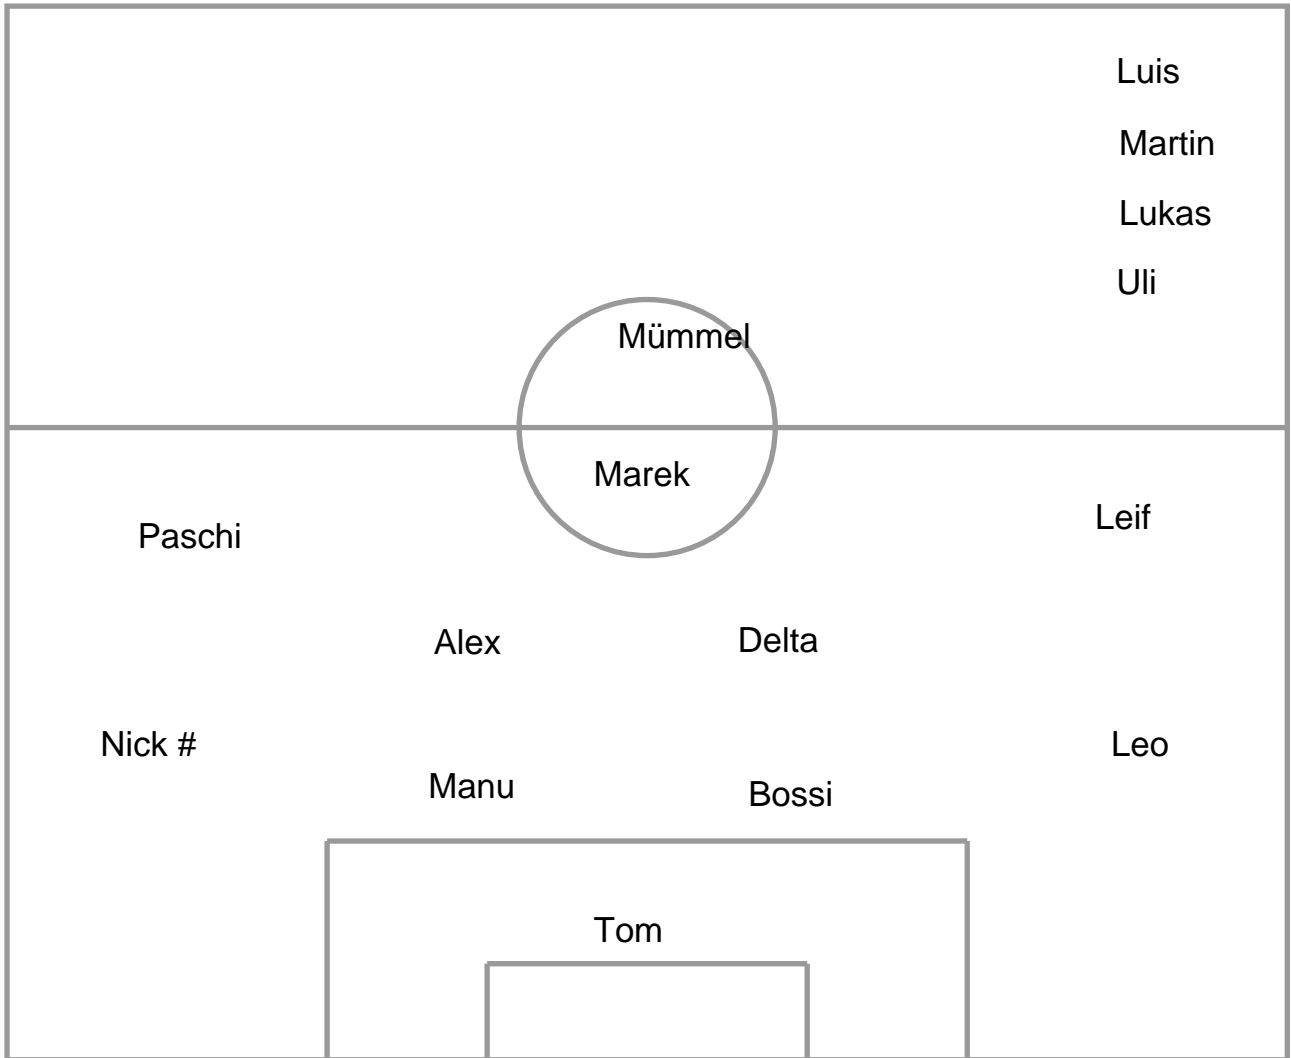 Luis
Martin
Lukas
Uli
Mümmel
Marek
Leif
Paschi
Alex
Delta
Nick #
Leo
Manu
Bossi
Tom